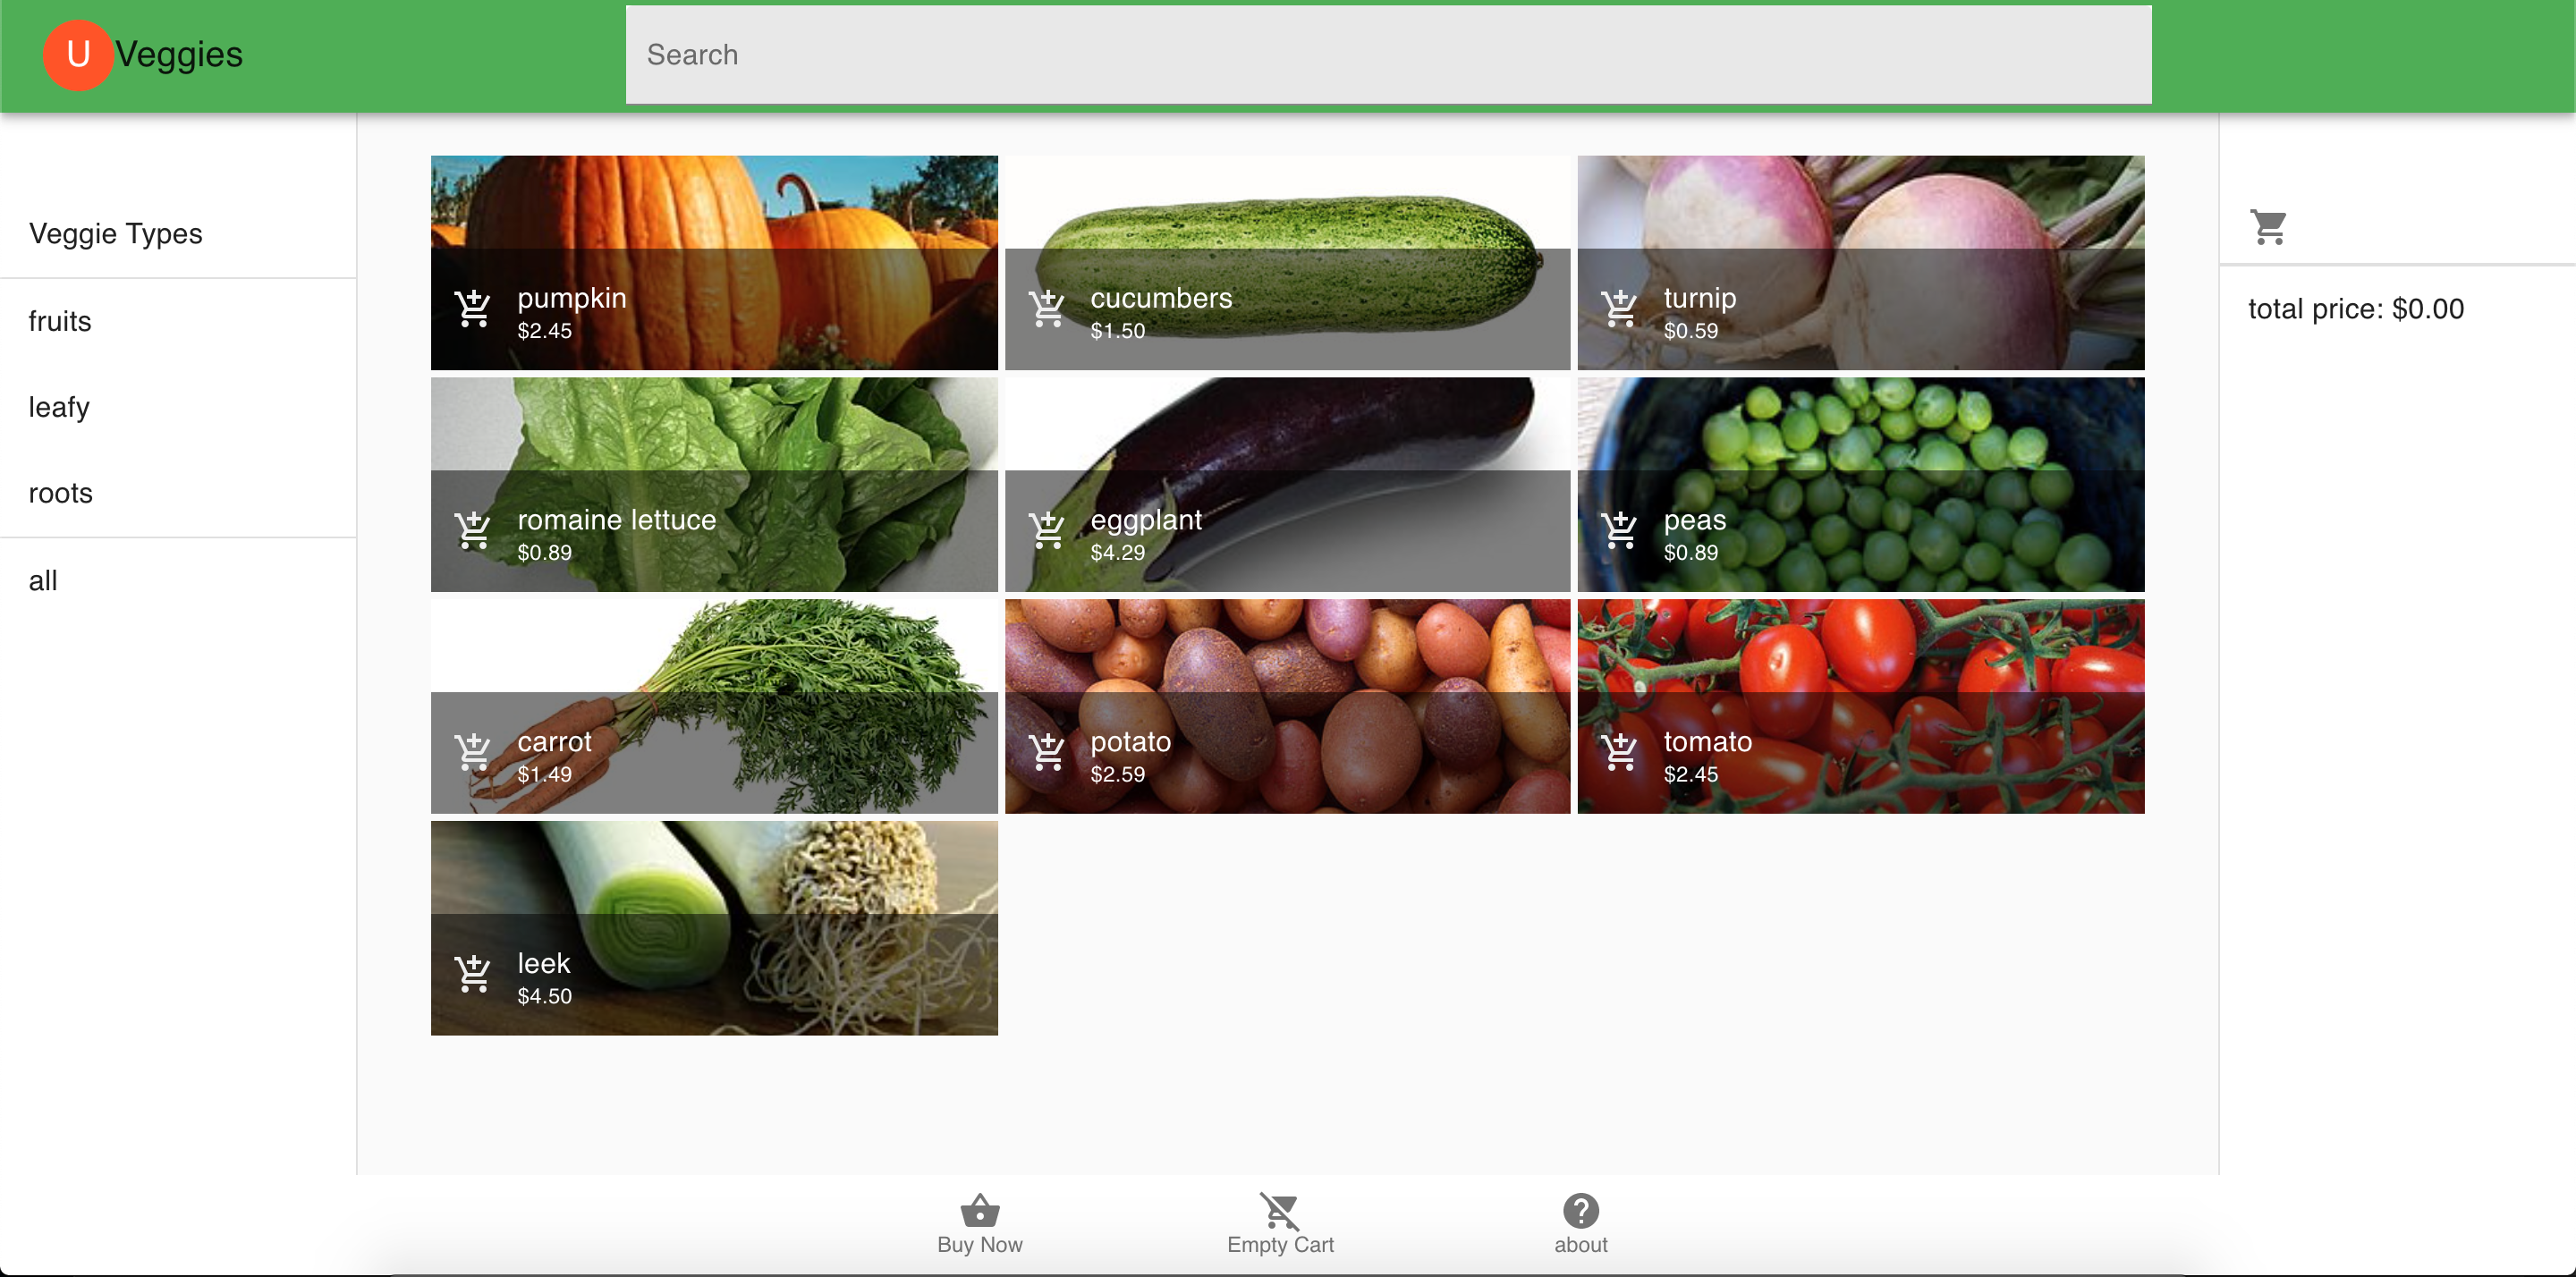 U Veggies
Search
Veggie Types
fruits
leafy
roots
all
pumpkin
$2.45
cucumbers
$1.50
turnip
$0.59
romaine lettuce
$0.89
eggplant
$4.29
peas
$0.89
carrot
$1.49
potato
$2.59
tomato
$2.45
leek
$4.50
total price: $0.00
Buy Now
Empty Cart
about